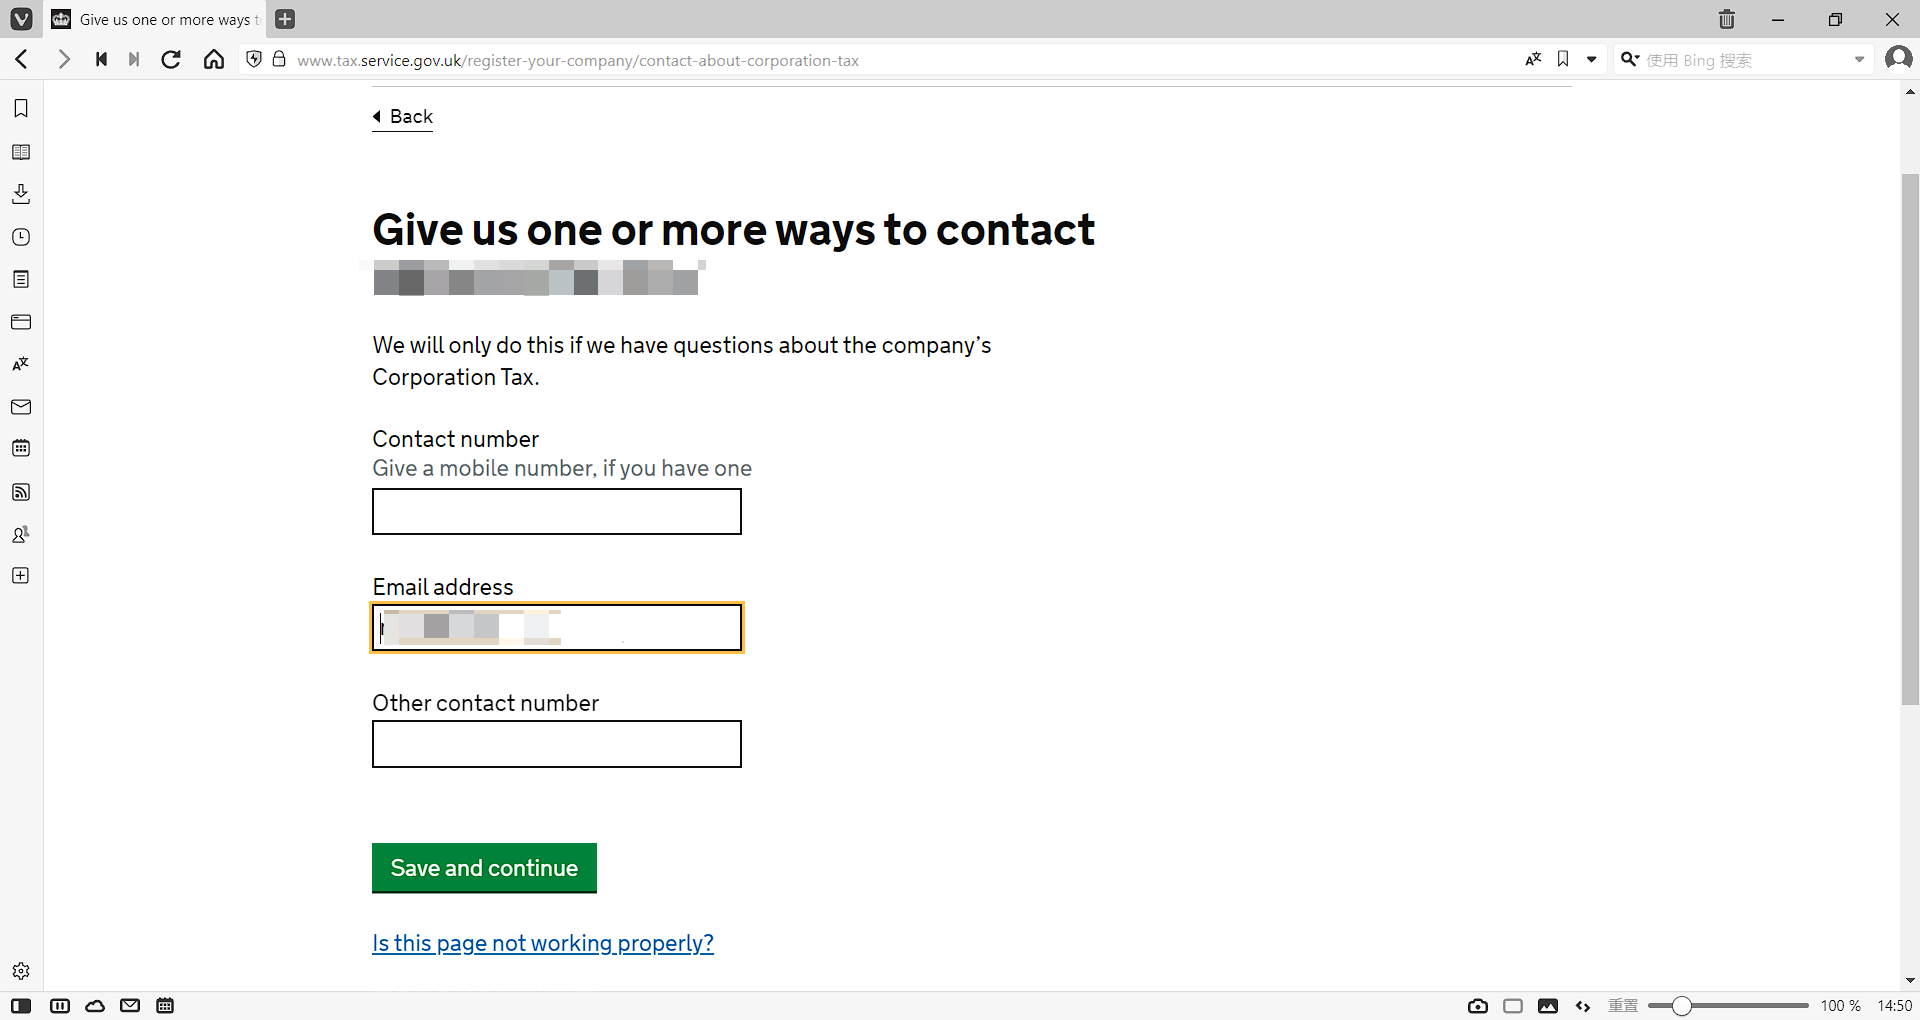 Give us one or more ways t
www.tax.service.gov.uk/register-your-company/contact-about-corporation-tax
使用 Bing 搜索
Back
Give us one or more ways to contact
We will only do this if we have questions about the company’s
Corporation Tax.
Contact number
Give a mobile number, if you have one
Email address
Other contact number
Save and continue
Is this page not working properly?
重置
100 %
14:50